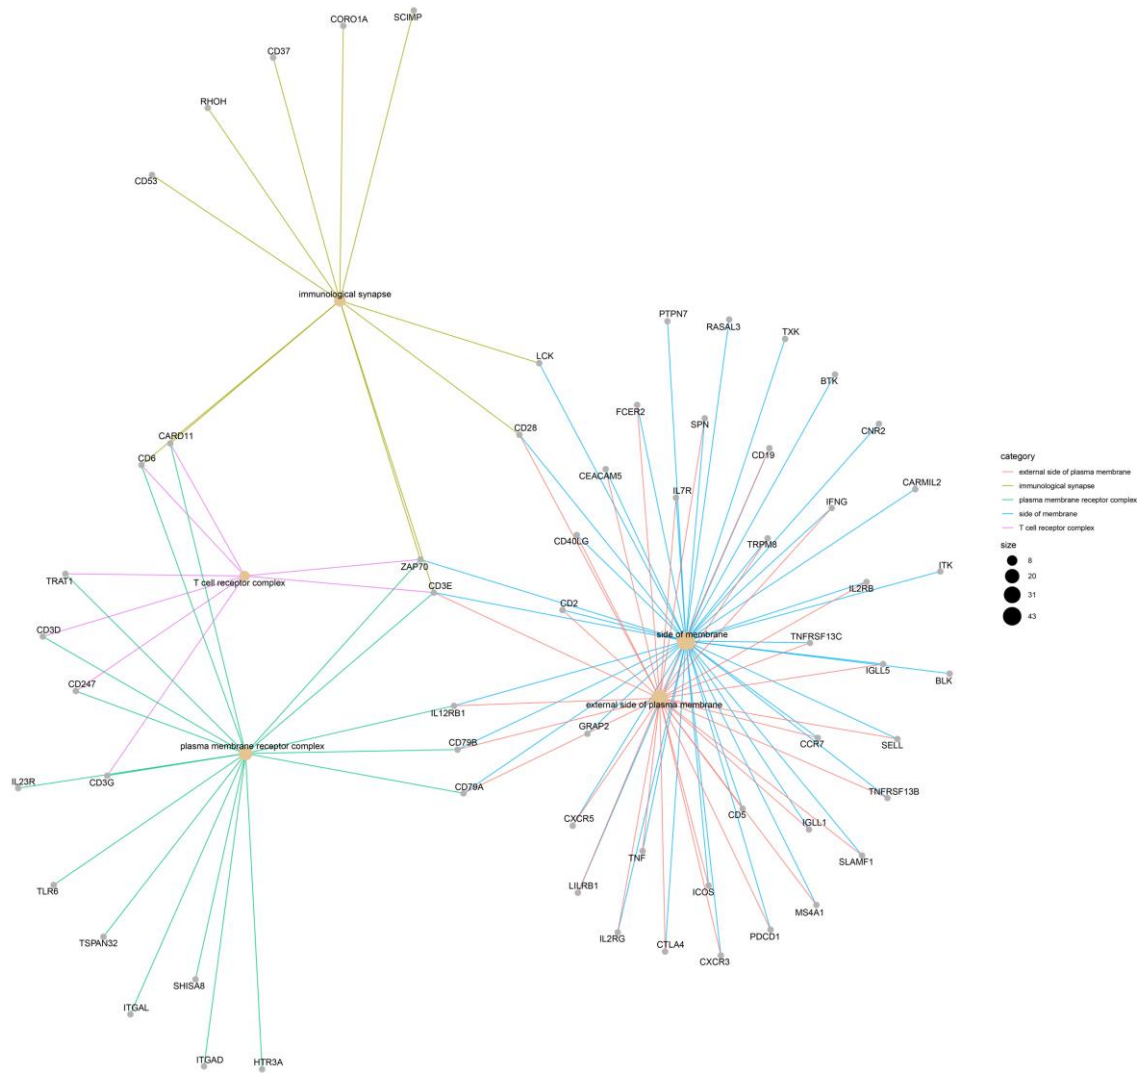 SCIMP
CORO1A
CD37
RHOH
CD53
immunological synapse
PTPN7
RASAL3
TXK
LCK
BTK
FCER2
SPN
CNR2
CD28
CARD11
CD6
CD19
CEACAM5
IL7R
CARMIL2
IFNG
CD40LG
TRPM8
ZAP70
ITK
TRAT1
T cell receptor complex
IL2RB
CD3E
CD2
CD3D
side of membrane
TNFRSF13C
IGLL5
BLK
CD247
IL12RB1
external side of plasma membrane
GRAP2
plasma membrane receptor complex
CD79B
CCR7
SELL
IL23R
CD3G
CD79A
TNFRSF13B
CXCR5
CD5
IGLL1
TNF
SLAMF1
TLR6
LILRB1
ICOS
MS4A1
TSPAN32
IL2RG
CTLA4
PDCD1
CXCR3
SHISA8
ITGAL
ITGAD
HTR3A
category
external side of plasma membrane
immunological synapse
plasma membrane receptor complex
side of membrane
T cell receptor complex
size
8
20
31
43